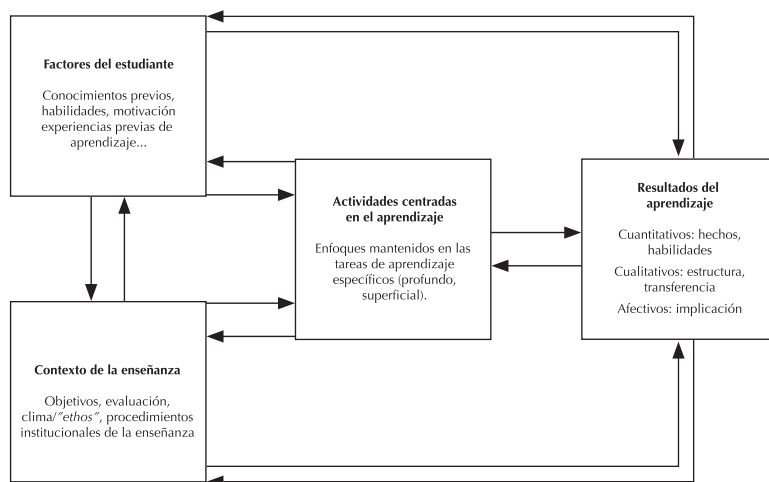 Factores del estudiante
Conocimientos previos,
habilidades, motivación
experiencias previas de
aprendizaje...
Actividades centradas
en el aprendizaje
Enfoques mantenidos en las
tareas de aprendizaje
específicos (profundo,
superficial).
Resultados del
aprendizaje
Cuantitativos: hechos,
habilidades
Cualitativos: estructura,
transferencia
Afectivos: implicación
Contexto de la enseñanza
Objetivos, evaluación,
clima/"ethos", procedimientos
institucionales de la enseñanza